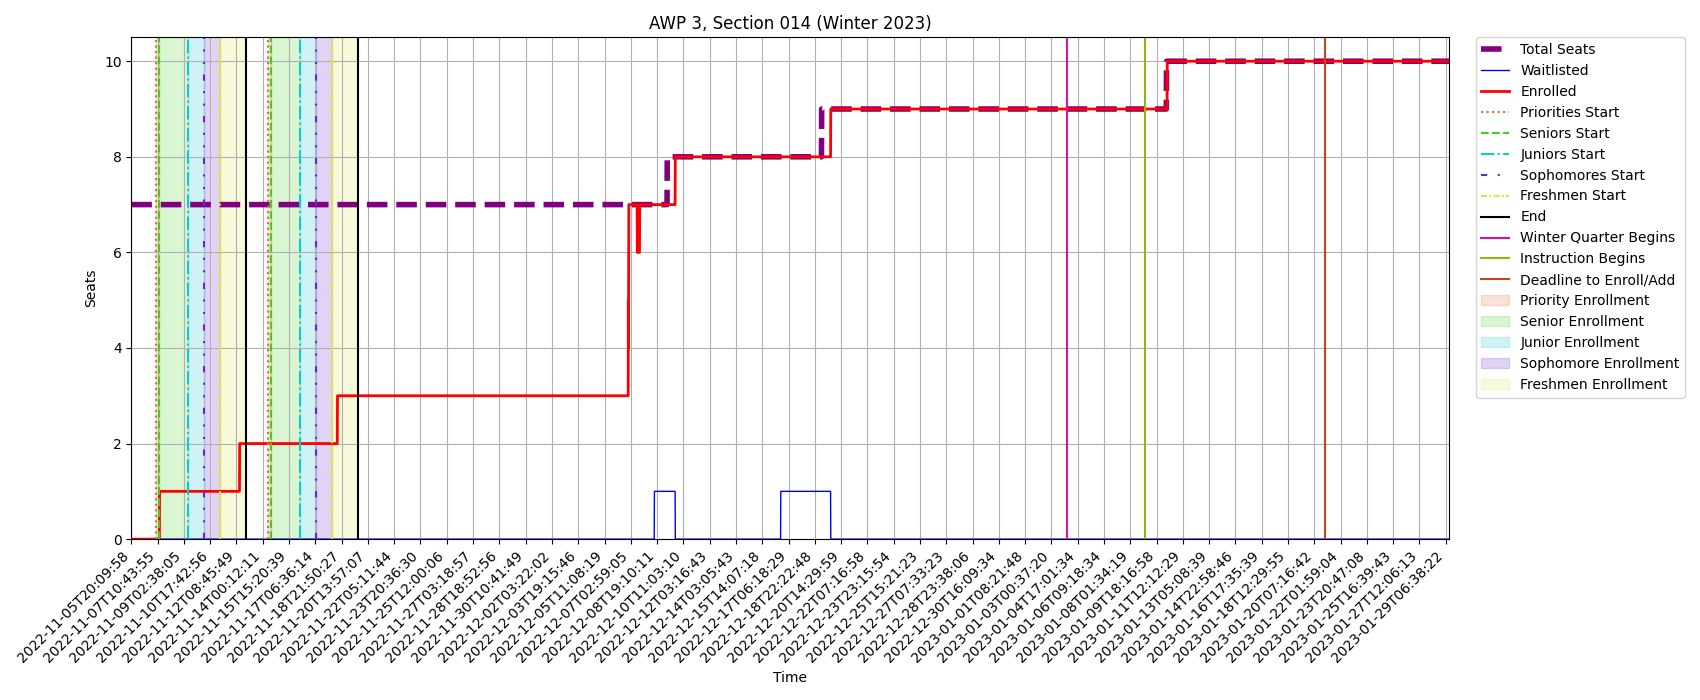 AWP 3, Section 014 (Winter 2023)
Seats
10
8
6
4
2
0
2022-11-05T20:09:58
2022-11-07T10:43:55
2022-11-09T02:38:05
2022-11-10T17:42:56
2022-11-12T08:45:49
2022-11-14T00:12:11
2022-11-15T15:20:39
2022-11-17T06:36:14
2022-11-18T21:50:27
2022-11-20T13:57:07
2022-11-22T05:11:44
2022-11-23T20:36:30
2022-11-25T12:00:06
2022-11-27T03:18:57
2022-11-28T18:52:56
2022-11-30T10:41:49
2022-12-02T03:22:02
2022-12-03T19:15:46
2022-12-05T11:08:19
2022-12-07T02:59:05
2022-12-08T19:10:11
2022-12-10T11:03:10
2022-12-12T03:16:43
2022-12-14T03:05:43
2022-12-15T14:07:18
2022-12-17T06:18:29
2022-12-18T22:22:48
2022-12-20T14:29:59
2022-12-22T07:16:58
2022-12-23T23:15:54
2022-12-25T15:21:23
2022-12-27T07:33:23
2022-12-28T23:38:06
2022-12-30T16:09:34
2023-01-01T08:21:48
2023-01-03T00:37:20
2023-01-04T17:01:34
2023-01-06T09:18:34
2023-01-08T01:34:19
2023-01-09T18:16:58
2023-01-11T12:12:29
2023-01-13T05:08:39
2023-01-14T22:58:46
2023-01-16T17:35:39
2023-01-18T12:29:55
2023-01-20T07:16:42
2023-01-22T01:59:04
2023-01-23T20:47:08
2023-01-25T16:39:43
2023-01-27T12:06:13
2023-01-29T06:38:22
Time
Total Seats
Waitlisted
Enrolled
Priorities Start
Seniors Start
Juniors Start
Sophomores Start
Freshmen Start
End
Winter Quarter Begins
Instruction Begins
Deadline to Enroll/Add
Priority Enrollment
Senior Enrollment
Junior Enrollment
Sophomore Enrollment
Freshmen Enrollment